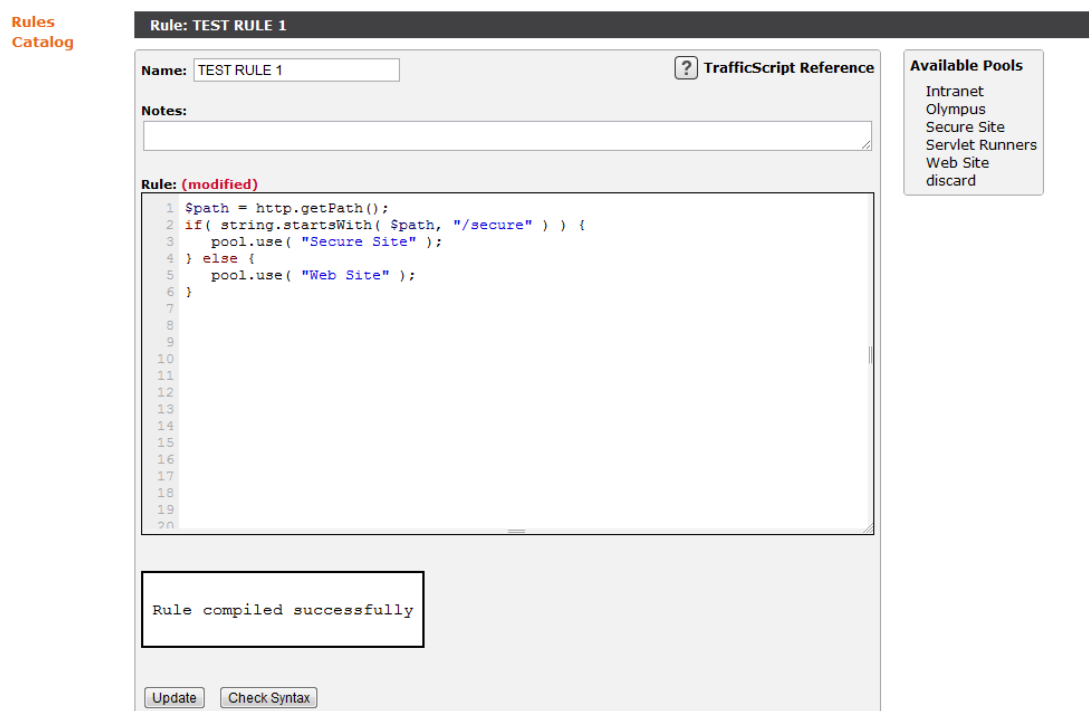 Rules
Catalog
Rule: TEST RULE 1
Name: TEST RULE 1
? TrafficScript Reference
Notes:
Rule: (modified)
1 $path = http.getPath();
2 if( string.startsWith( $path, "/secure" ) ) {
3    pool.use( "Secure Site" );
4 } else {
5    pool.use( "Web Site" );
6 }
7
8
9
10
11
12
13
14
15
16
17
18
19
20
Rule compiled successfully
Update Check Syntax
Available Pools
Intranet
Olympus
Secure Site
Servlet Runners
Web Site
discard